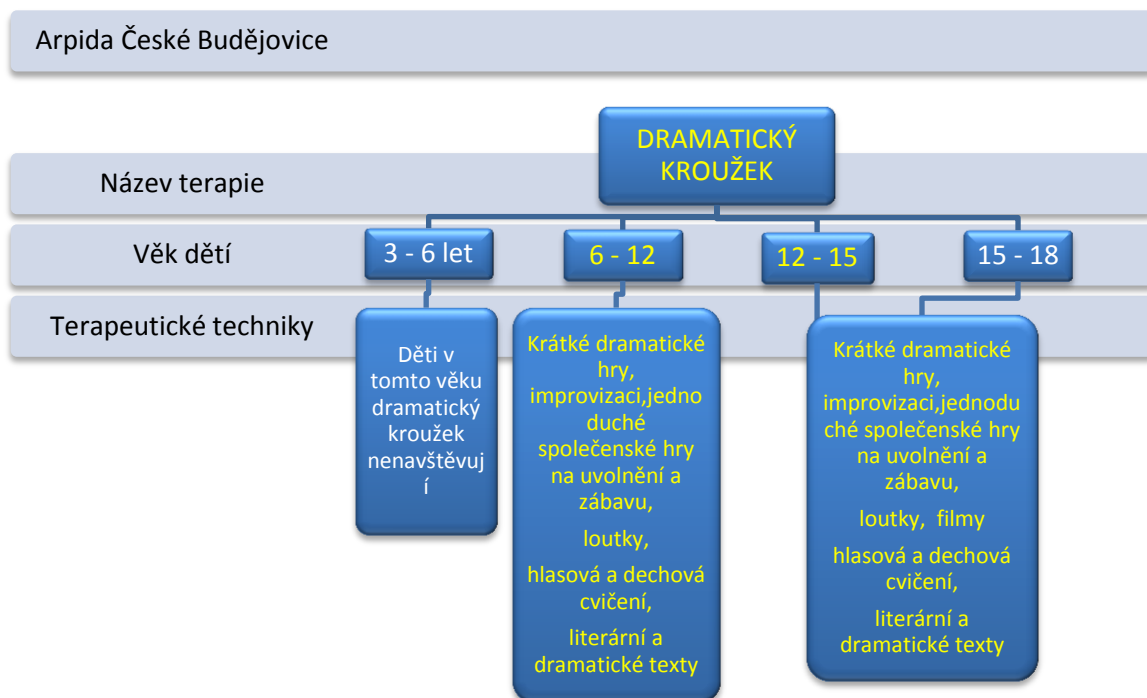 Arpida České Budějovice
DRAMATICKÝ
KROUŽEK
Název terapie
Věk dětí
3 - 6 let
6 - 12
12 - 15
15 - 18
Terapeutické techniky
Děti v
tomto věku
dramatický
kroužek
nenavštěvuj
í
Krátké dramatické
hry,
improvizaci,jedno
duché
společenské hry
na uvolnění a
zábavu,
loutky,
hlasová a dechová
cvičení,
literární a
dramatické texty
Krátké dramatické
hry,
improvizaci,jednodu
ché společenské hry
na uvolnění a
zábavu,
loutky,  filmy
hlasová a dechová
cvičení,
literární a
dramatické texty